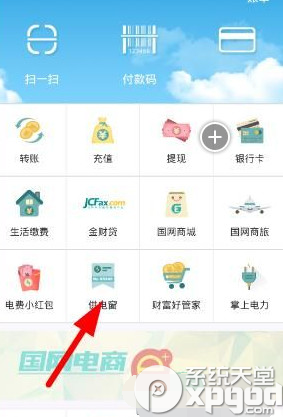 扫一扫 付款码
转账 充值 提现 银行卡
JCFax.com
生活缴费 金财贷 国网商城 国网商旅
电费小红包 供电窗 财富好管家 掌上电力
国网电商
系统天堂
xpgod